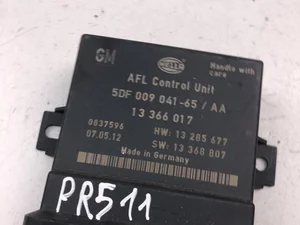 GM
HELLA
Handle with
care
AFL Control Unit
5DF 009 041-65 / AA
13 366 017
0837596
HW: 13 285 677
07.05.12
SW: 13 368 807
Made in Germany
PR511